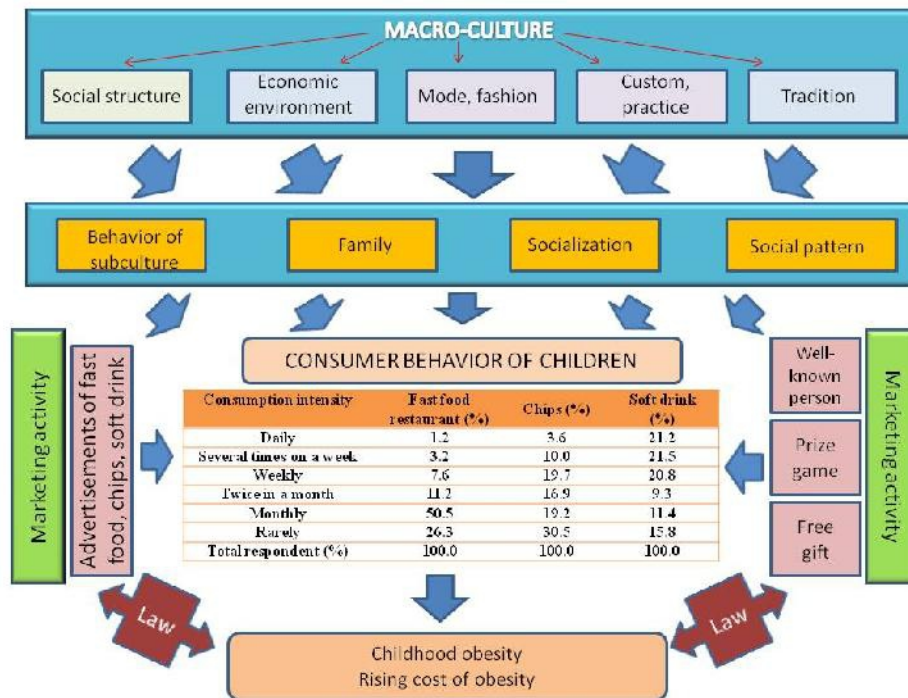 MACRO-CULTURE
Social structure
Economic
environment
Mode, fashion
Custom,
practice
Tradition
Behavior of
subculture
Family
Socialization
Social pattern
Marketing activity
Advertisements of fast
food, chips, soft drink
CONSUMER BEHAVIOR OF CHILDREN
Consumption intensity Fast food restaurant (%) Chips (%) Soft drink (%)
Daily 1.2 3.6 21.2
Several times on a week 3.2 10.0 21.5
Weekly 7.6 19.7 20.8
Twice in a month 11.2 16.9 9.3
Monthly 50.5 19.2 11.4
Rarely 26.3 30.5 15.8
Total respondent (%) 100.0 100.0 100.0
Well-
known
person
Prize
game
Free
gift
Marketing activity
Law
Law
Childhood obesity
Rising cost of obesity